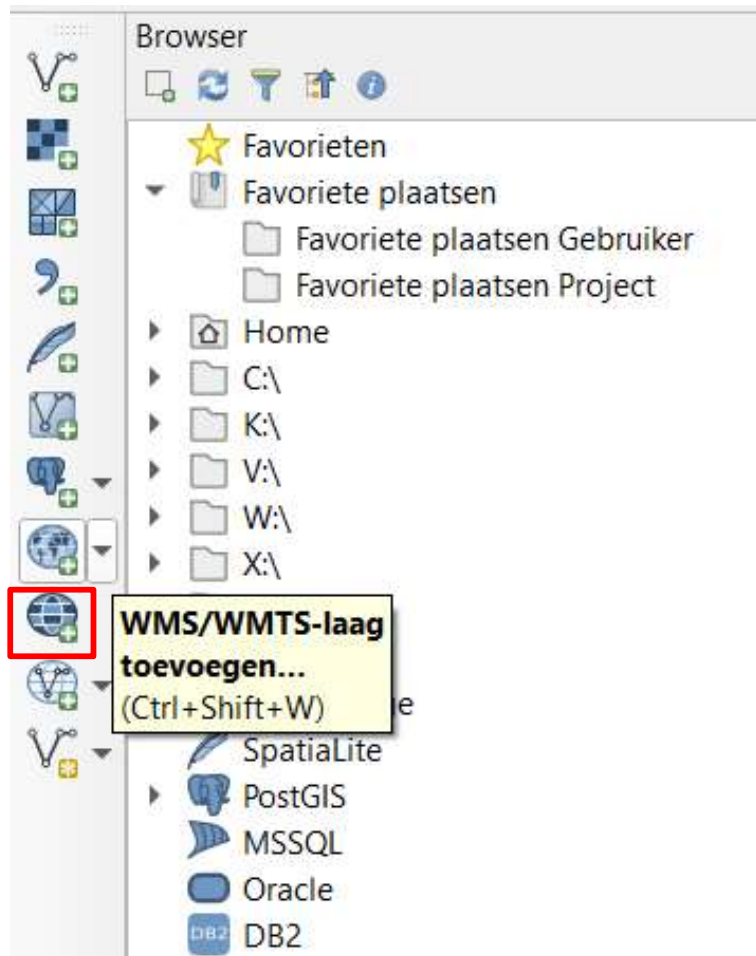 Browser
Favorieten
Favoriete plaatsen
Favoriete plaatsen Gebruiker
Favoriete plaatsen Project
Home
C:\
K:\
V:\
W:\
X:\
WMS/WMTS-laag
toevoegen...
(Ctrl+Shift+W)
SpatiaLite
PostGIS
MSSQL
Oracle
DB2 DB2